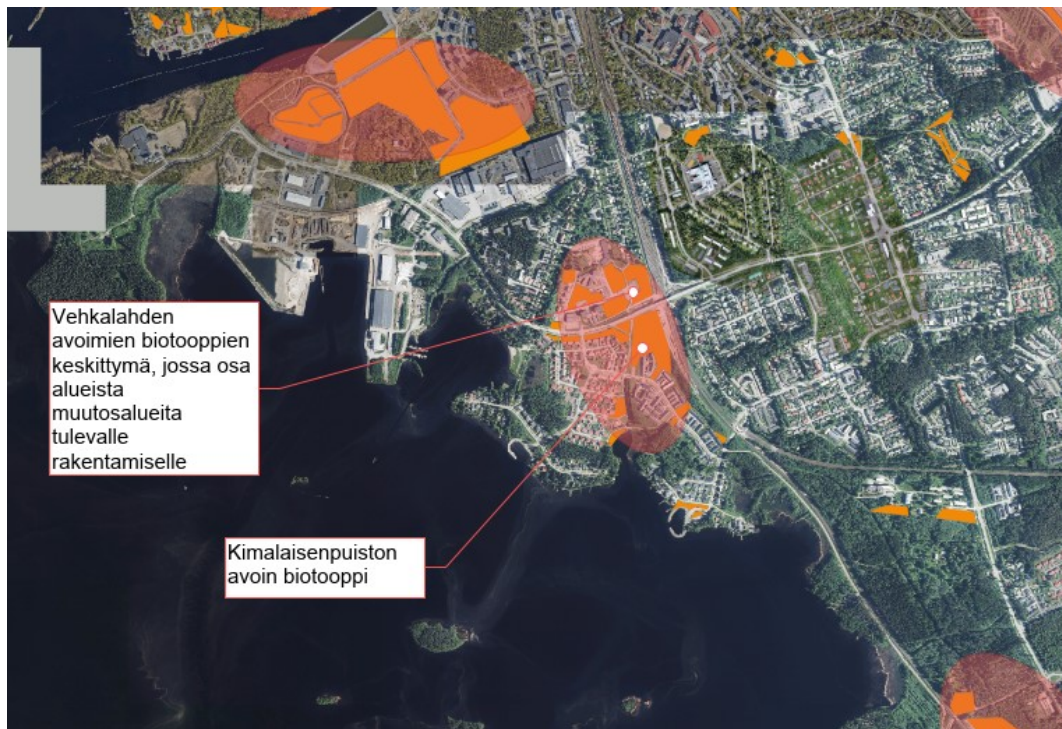 Vehkalahden
avoimien biotooppien
keskittymä, jossa osa
alueista
muutosalueita
tulevalle
rakentamiselle
Kimalaisenpuiston
avoin biotooppi